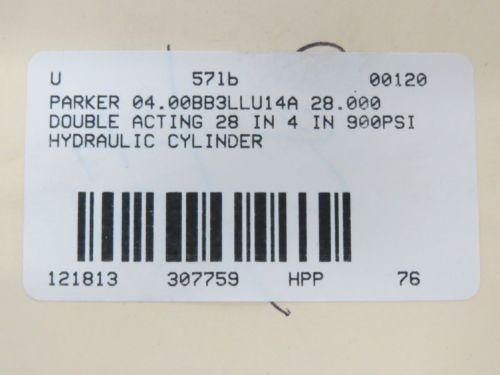 U 57lb 00120
PARKER 04.00BB3LLU14A 28.000
DOUBLE ACTING 28 IN 4 IN 900PSI
HYDRAULIC CYLINDER
121813 307759 HPP 76